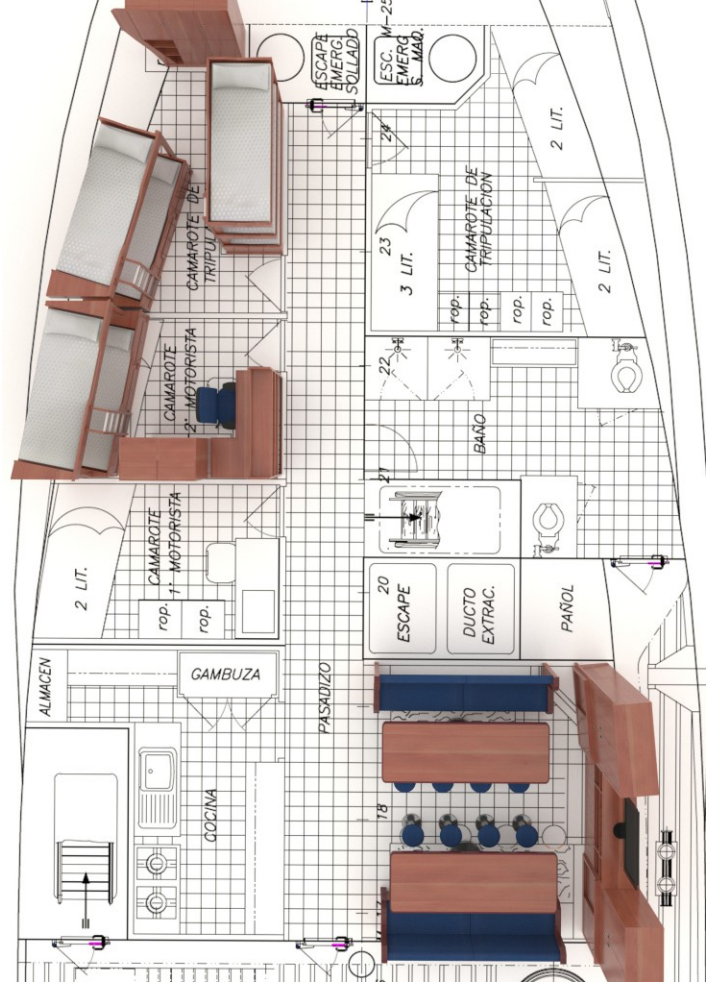 ESCAPE
EMERG.
SOLLADO
ESC.
EMERG.
S. MAQ.
M-25
24
2 LIT.
CAMAROTE DE
TRIPUL
23
3 LIT.
CAMAROTE DE
TRIPULACION
2 LIT.
rop.
rop.
rop.
rop.
CAMAROTE
2° MOTORISTA
22
BAÑO
21
CAMAROTE
1° MOTORISTA
2 LIT.
rop.
rop.
20
ESCAPE
DUCTO
EXTRAC.
PAÑOL
ALMACEN
GAMBUZA
PASADIZO
COCINA
18